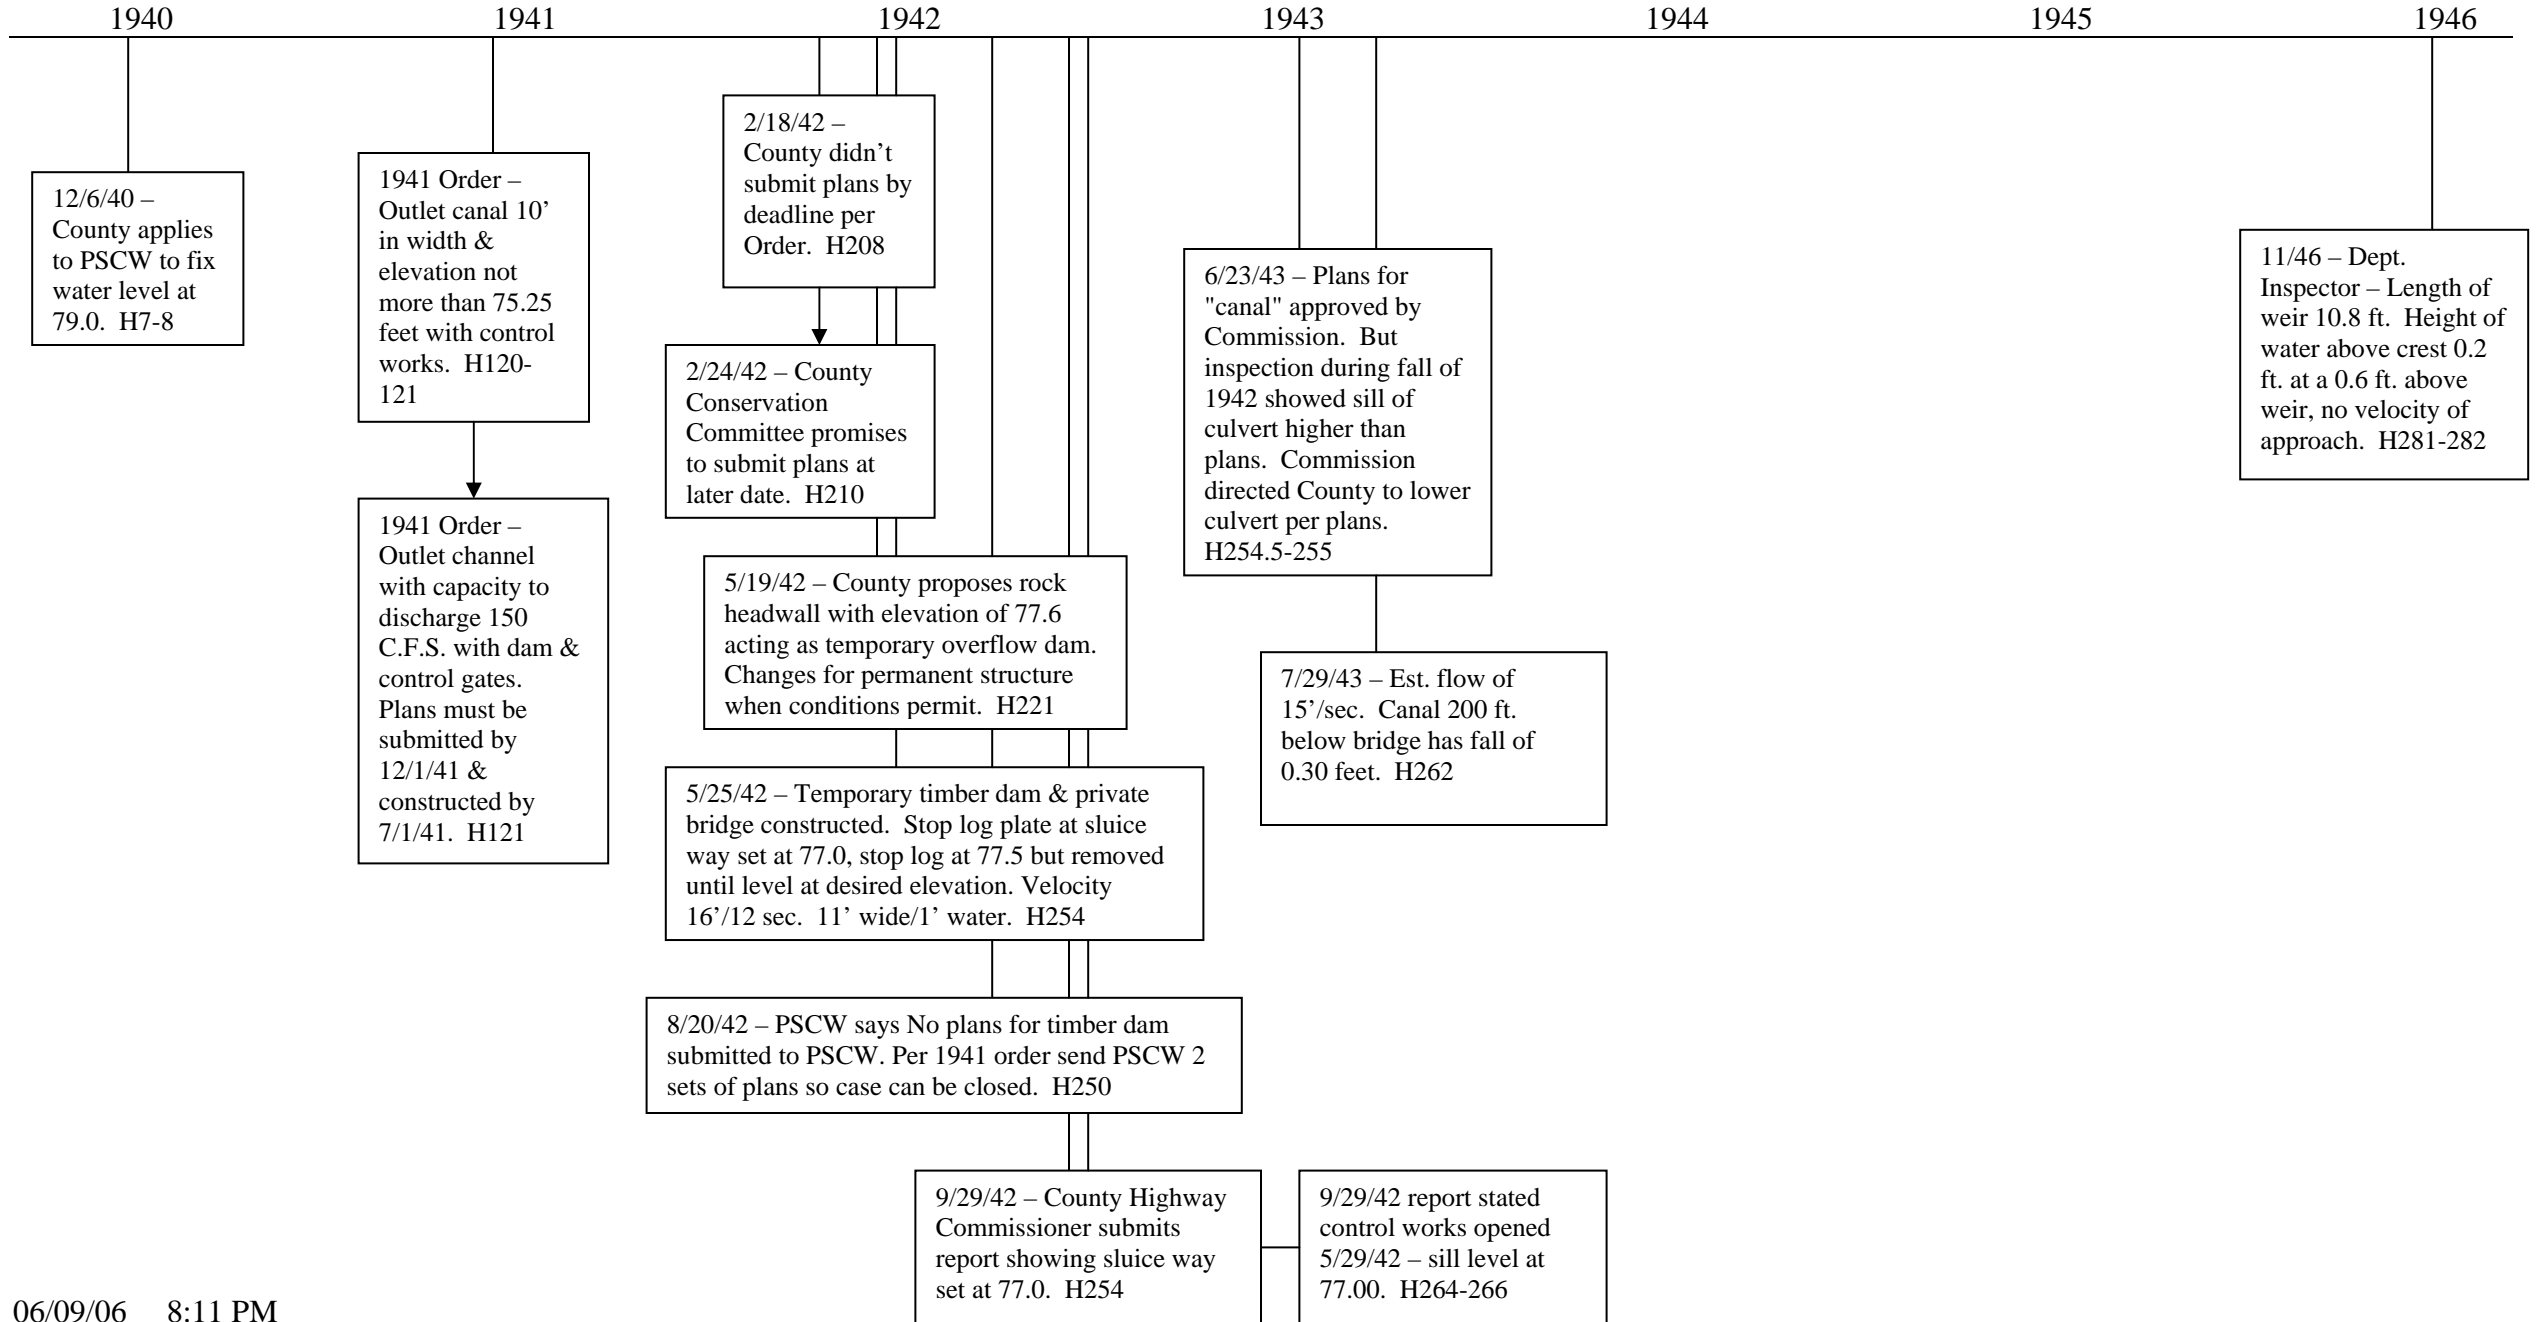 1940 1941 1942 1943 1944 1945 1946
12/6/40 –
County applies
to PSCW to fix
water level at
79.0.  H7-8
1941 Order –
Outlet canal 10’
in width &
elevation not
more than 75.25
feet with control
works.  H120-
121
1941 Order –
Outlet channel
with capacity to
discharge 150
C.F.S. with dam &
control gates.
Plans must be
submitted by
12/1/41 &
constructed by
7/1/41.  H121
2/18/42 –
County didn’t
submit plans by
deadline per
Order.  H208
2/24/42 – County
Conservation
Committee promises
to submit plans at
later date.  H210
5/19/42 – County proposes rock
headwall with elevation of 77.6
acting as temporary overflow dam.
Changes for permanent structure
when conditions permit.  H221
5/25/42 – Temporary timber dam & private
bridge constructed.  Stop log plate at sluice
way set at 77.0, stop log at 77.5 but removed
until level at desired elevation. Velocity
16’/12 sec.  11’ wide/1’ water.  H254
8/20/42 – PSCW says No plans for timber dam
submitted to PSCW. Per 1941 order send PSCW 2
sets of plans so case can be closed.  H250
9/29/42 – County Highway
Commissioner submits
report showing sluice way
set at 77.0.  H254
9/29/42 report stated
control works opened
5/29/42 – sill level at
77.00.  H264-266
6/23/43 – Plans for
"canal" approved by
Commission.  But
inspection during fall of
1942 showed sill of
culvert higher than
plans.  Commission
directed County to lower
culvert per plans.
H254.5-255
7/29/43 – Est. flow of
15’/sec.  Canal 200 ft.
below bridge has fall of
0.30 feet.  H262
11/46 – Dept.
Inspector – Length of
weir 10.8 ft.  Height of
water above crest 0.2
ft. at a 0.6 ft. above
weir, no velocity of
approach.  H281-282
06/09/06    8:11 PM